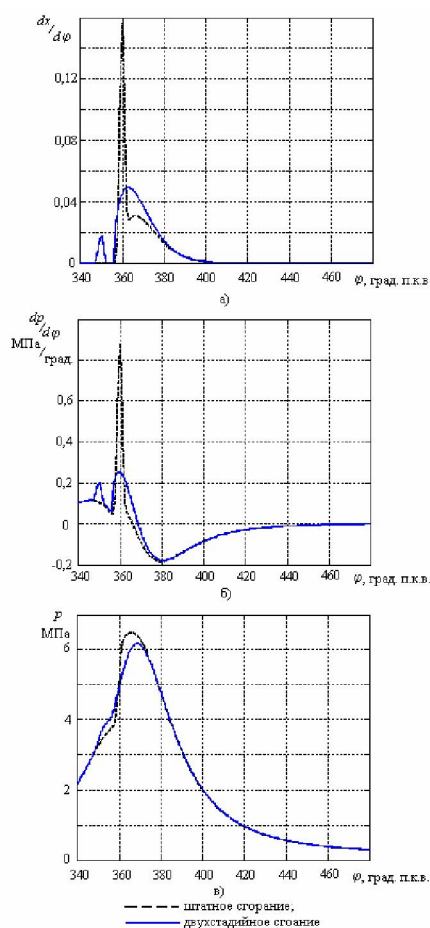 dx/dφ
0,12
0,08
0,04
0
340 360 380 400 420 440 460
φ, град. п.к.в
а)
dp/dφ
МПа/град.
0,6
0,4
0,2
0
-0,2
340 360 380 400 420 440 460
φ, град. п.к.в.
б)
P
МПа
6
4
2
0
340 360 380 400 420 440 460
φ, град. п.к.в.
в)
штатное сгорание;
двухстадийное сгоание